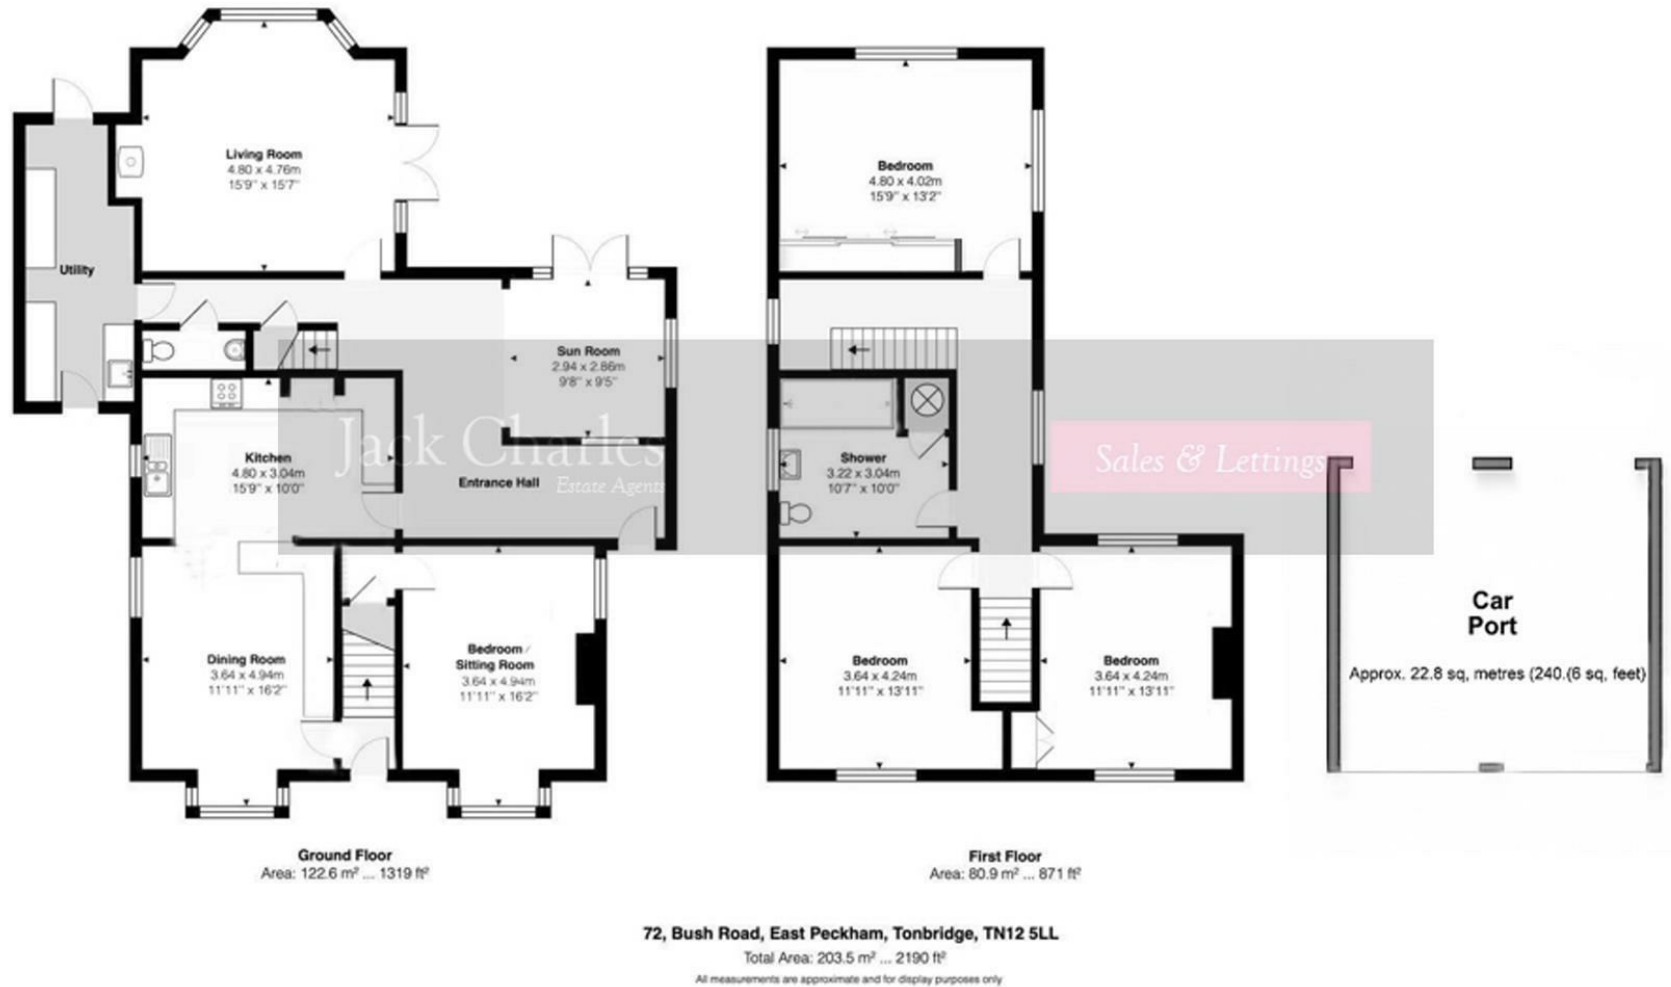 Living Room
4.80 x 4.76m
15'9" x 15'7"
Utility
Sun Room
2.94 x 2.86m
9'8" x 9'5"
Kitchen
4.80 x 3.04m
15'9" x 10'0"
Jack Charles
Estate Agents
Entrance Hall
Dining Room
3.64 x 4.94m
11'11" x 16'2"
Bedroom /
Sitting Room
3.64 x 4.94m
11'11" x 16'2"
Ground Floor
Area: 122.6 m² ... 1319 ft²
Bedroom
4.80 x 4.02m
15'9" x 13'2"
Shower
3.22 x 3.04m
10'7" x 10'0"
Sales & Lettings
Bedroom
3.64 x 4.24m
11'11" x 13'11"
Bedroom
3.64 x 4.24m
11'11" x 13'11"
First Floor
Area: 80.9 m² ... 871 ft²
Car
Port
Approx. 22.8 sq, metres (240.(6 sq, feet)
72, Bush Road, East Peckham, Tonbridge, TN12 5LL
Total Area: 203.5 m² ... 2190 ft²
All measurements are approximate and for display purposes only